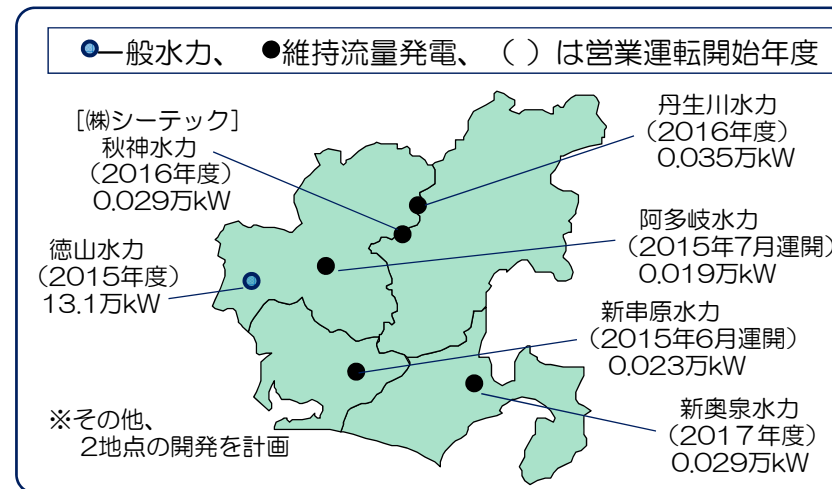 ●一般水力、 ●維持流量発電、 （ ）は営業運転開始年度
[㈱シーテック]
秋神水力
（2016年度）
0.029万kW
徳山水力
（2015年度）
13.1万kW
丹生川水力
（2016年度）
0.035万kW
阿多岐水力
（2015年7月運開）
0.019万kW
新串原水力
（2015年6月運開）
0.023万kW
新奥泉水力
（2017年度）
0.029万kW
※その他、
2地点の開発を計画